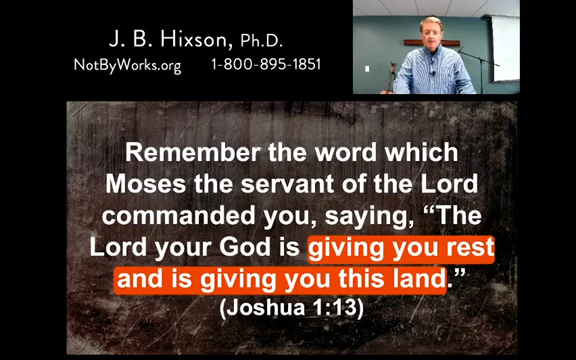 J. B. Hixson, Ph.D.
NotByWorks.org 1-800-895-1851
Remember the word which
Moses the servant of the Lord
commanded you, saying, “The
Lord your God is giving you rest
and is giving you this land.”
(Joshua 1:13)